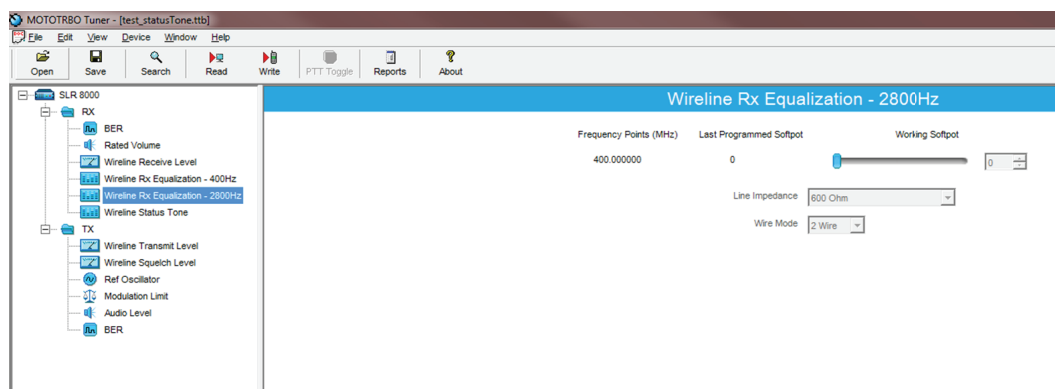 MOTOTRBO Tuner - [test_statusTone.ttb]
File Edit View Device Window Help
Open Save Search Read Write PTT Toggle Reports About
SLR 8000
RX
BER
Rated Volume
Wireline Receive Level
Wireline Rx Equalization - 400Hz
Wireline Rx Equalization - 2800Hz
Wireline Status Tone
TX
Wireline Transmit Level
Wireline Squelch Level
Ref Oscillator
Modulation Limit
Audio Level
BER
Wireline Rx Equalization - 2800Hz
Frequency Points (MHz) Last Programmed Softpot Working Softpot
400.000000 0 0
Line Impedance 600 Ohm
Wire Mode 2 Wire